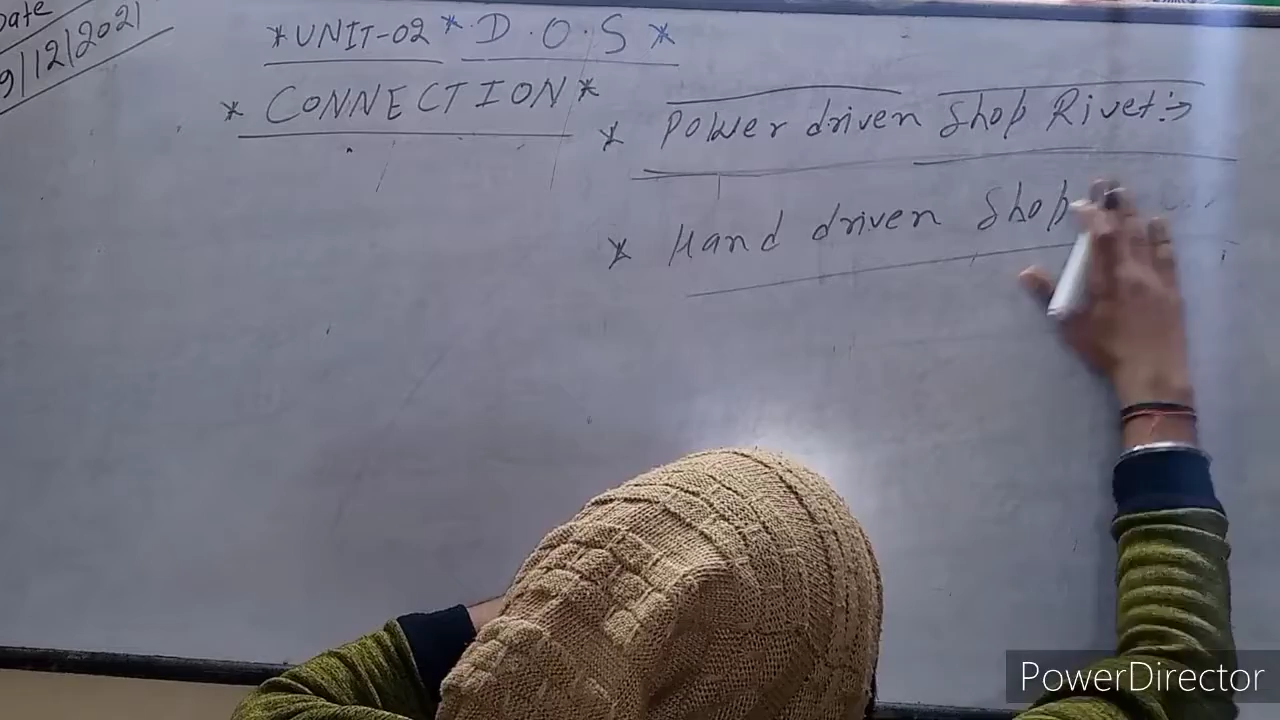 Date
9/12/2021
*UNIT-02 * D.O.S *
* CONNECTION *
* Power driven Shop Rivet:->
* Hand driven Shop
PowerDirector